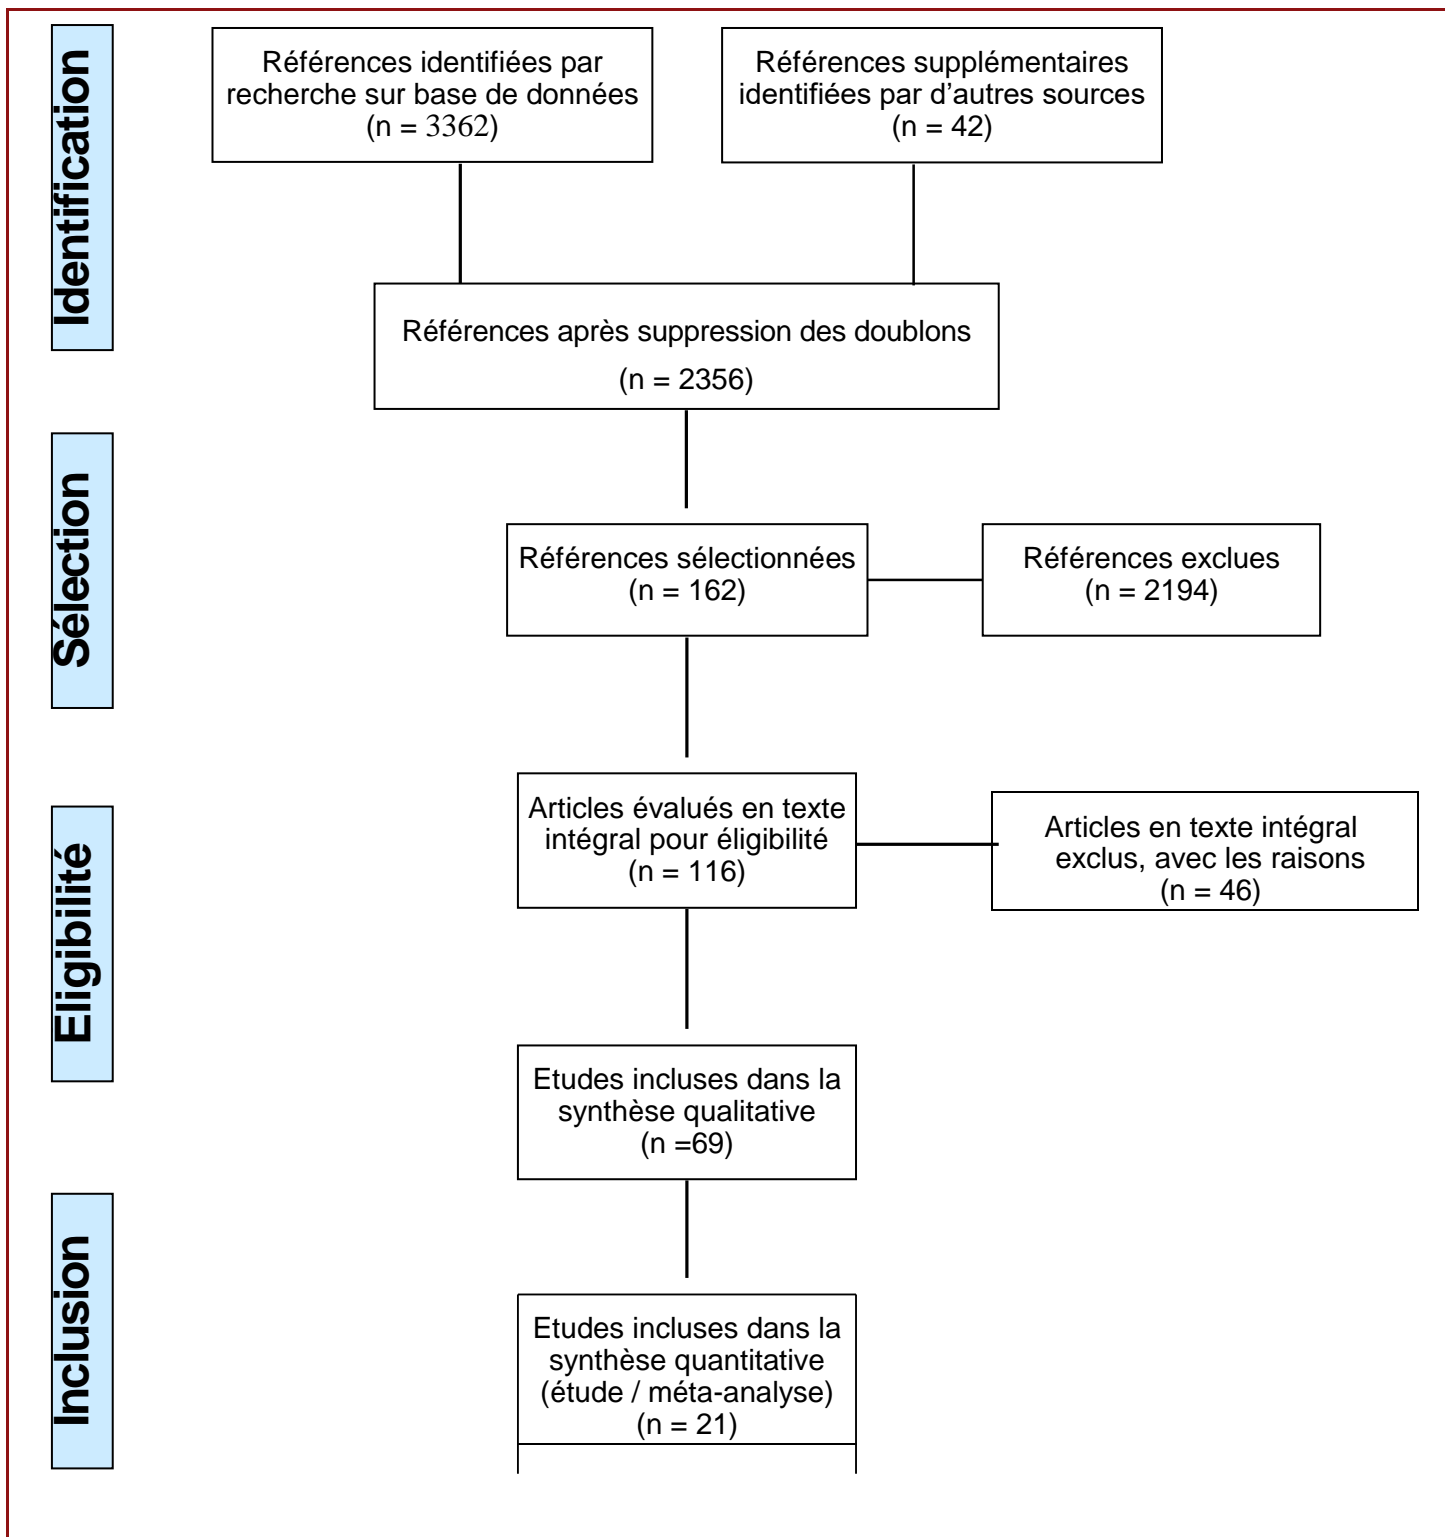 Identification
Références identifiées par
recherche sur base de données
(n = 3362)
Références supplémentaires
identifiées par d'autres sources
(n = 42)
Références après suppression des doublons
(n = 2356)
Sélection
Références sélectionnées
(n = 162)
Références exclues
(n = 2194)
Eligibilité
Articles évalués en texte
intégral pour éligibilité
(n = 116)
Articles en texte intégral
exclus, avec les raisons
(n = 46)
Etudes incluses dans la
synthèse qualitative
(n =69)
Inclusion
Etudes incluses dans la
synthèse quantitative
(étude / méta-analyse)
(n = 21)